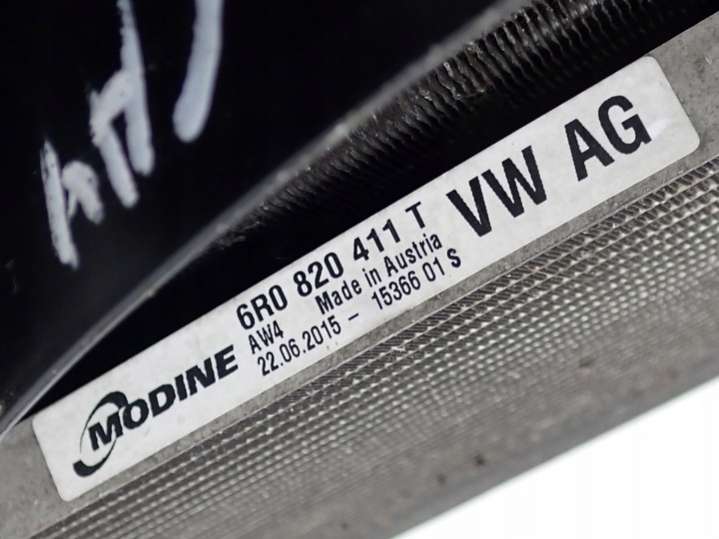 MODINE
6R0 820 411 T
AW4 Made in Austria
22.06.2015 - 15366 01 S
VW AG